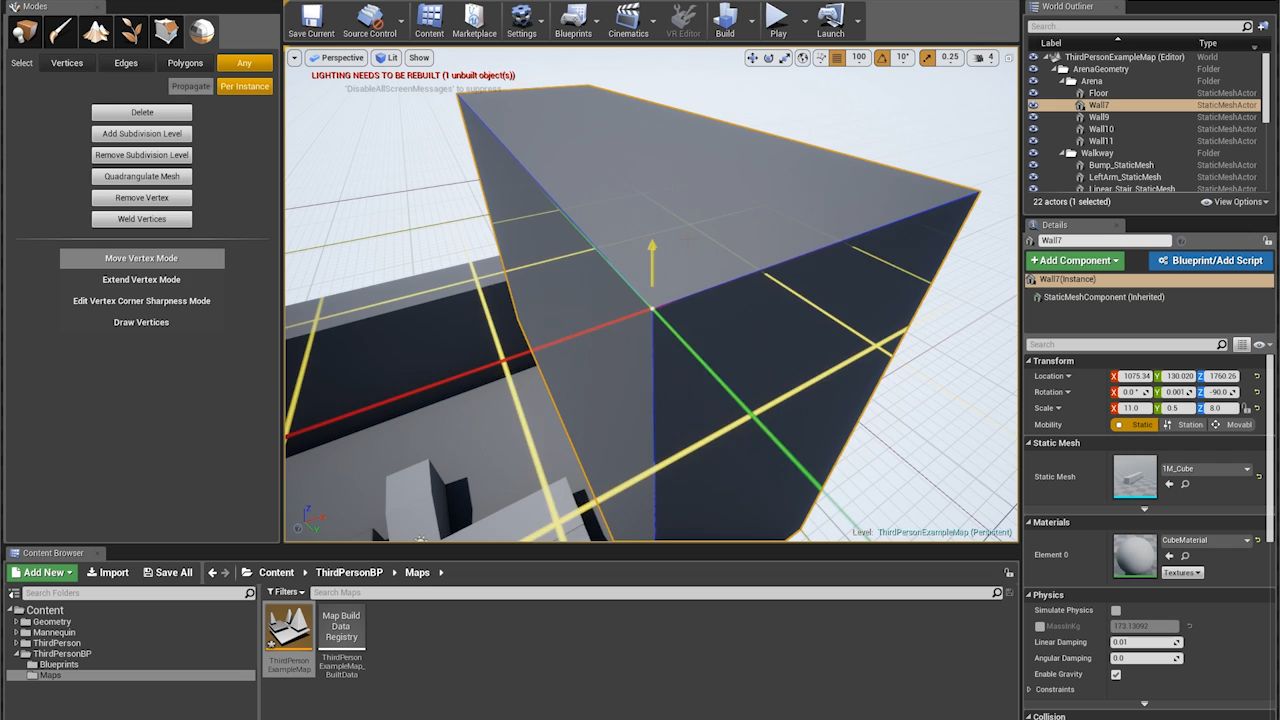 Modes
Select
Vertices
Edges
Polygons
Any
Propagate
Per Instance
Delete
Add Subdivision Level
Remove Subdivision Level
Quadrangulate Mesh
Remove Vertex
Weld Vertices
Move Vertex Mode
Extend Vertex Mode
Edit Vertex Corner Sharpness Mode
Draw Vertices
Save Current
Source Control
Content
Marketplace
Settings
Blueprints
Cinematics
VR Editor
Build
Play
Launch
Perspective
Lit
Show
100
10°
0.25
4
LIGHTING NEEDS TO BE REBUILT (1 unbuilt object(s))
'DisableAllScreenMessages' to suppress
Level: ThirdPersonExampleMap (Persistent)
World Outliner
Search...
Label
Type
ThirdPersonExampleMap (Editor)
World
ArenaGeometry
Folder
Arena
Folder
Floor
StaticMeshActor
Wall7
StaticMeshActor
Wall9
StaticMeshActor
Wall10
StaticMeshActor
Wall11
StaticMeshActor
Walkway
Folder
Bump_StaticMesh
StaticMeshActor
LeftArm_StaticMesh
StaticMeshActor
Linear_Stair_StaticMesh
StaticMeshActor
22 actors (1 selected)
View Options
Details
Wall7
+Add Component
Blueprint/Add Script
Wall7(Instance)
StaticMeshComponent (Inherited)
Search
Transform
Location
X 1075.34
Y 130.020
Z 1760.26
Rotation
X 0.0°
Y 0.001
Z -90.0
Scale
X 11.0
Y 0.5
Z 8.0
Mobility
Static
Station
Movabl
Static Mesh
Static Mesh
1M_Cube
Materials
Element 0
CubeMaterial
Textures
Physics
Simulate Physics
MassInKg
173.13092
Linear Damping
0.01
Angular Damping
0.0
Enable Gravity
Constraints
Collision
Content Browser
Add New
Import
Save All
Content
ThirdPersonBP
Maps
Search Folders
Filters
Search Maps
Content
Geometry
Mannequin
ThirdPerson
ThirdPersonBP
Blueprints
Maps
ThirdPerson
ExampleMap
Map Build
Data
Registry
ThirdPerson
ExampleMap_
BuiltData